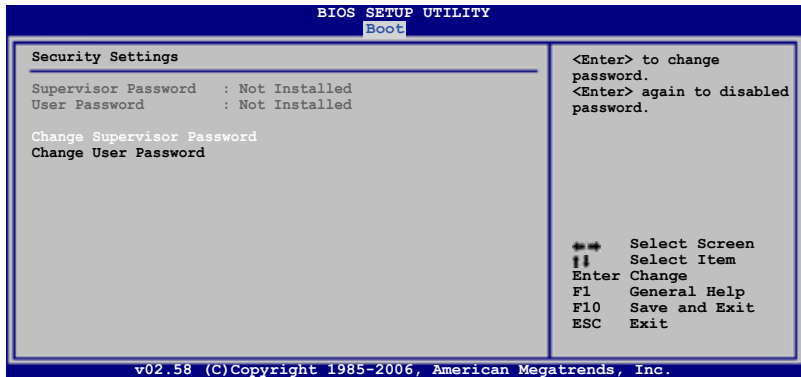 BIOS SETUP UTILITY
Boot
Security Settings
Supervisor Password : Not Installed
User Password : Not Installed
Change Supervisor Password
Change User Password
<Enter> to change
password.
<Enter> again to disabled
password.
Select Screen
Select Item
Enter Change
F1 General Help
F10 Save and Exit
ESC Exit
v02.58 (C)Copyright 1985-2006, American Megatrends, Inc.